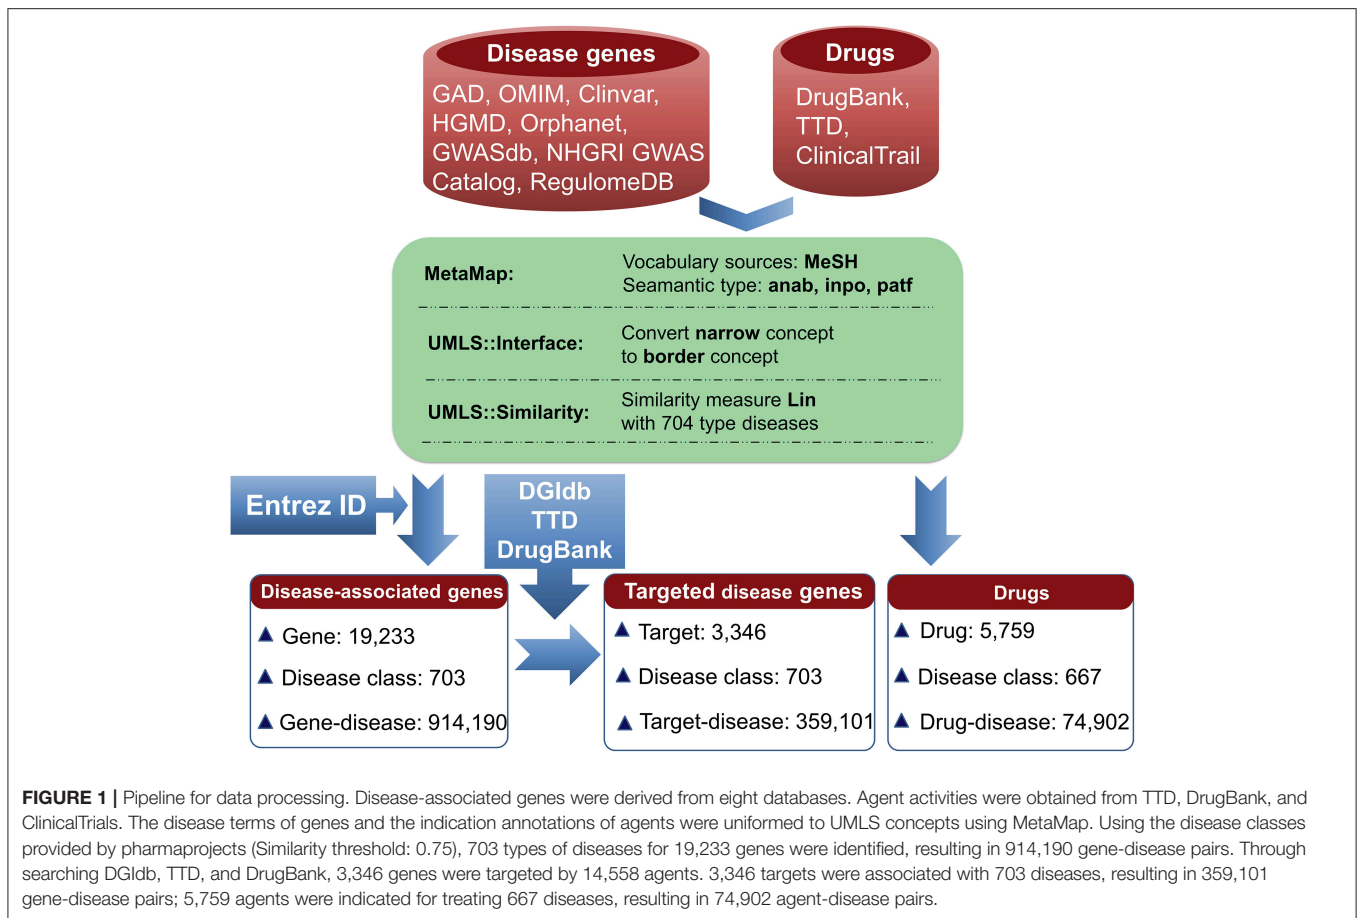 Disease genes
GAD, OMIM, Clinvar,
HGMD, Orphanet,
GWASdb, NHGRI GWAS
Catalog, RegulomeDB
Drugs
DrugBank,
TTD,
ClinicalTrail
MetaMap:
Vocabulary sources: MeSH
Seamantic type: anab, inpo, patf
UMLS::Interface:
Convert narrow concept
to border concept
UMLS::Similarity:
Similarity measure Lin
with 704 type diseases
Entrez ID
DGIdb
TTD
DrugBank
Disease-associated genes
Gene: 19,233
Disease class: 703
Gene-disease: 914,190
Targeted disease genes
Target: 3,346
Disease class: 703
Target-disease: 359,101
Drugs
Drug: 5,759
Disease class: 667
Drug-disease: 74,902
FIGURE 1 | Pipeline for data processing. Disease-associated genes were derived from eight databases. Agent activities were obtained from TTD, DrugBank, and
ClinicalTrials. The disease terms of genes and the indication annotations of agents were uniformed to UMLS concepts using MetaMap. Using the disease classes
provided by pharmaprojects (Similarity threshold: 0.75), 703 types of diseases for 19,233 genes were identified, resulting in 914,190 gene-disease pairs. Through
searching DGIdb, TTD, and DrugBank, 3,346 genes were targeted by 14,558 agents. 3,346 targets were associated with 703 diseases, resulting in 359,101
gene-disease pairs; 5,759 agents were indicated for treating 667 diseases, resulting in 74,902 agent-disease pairs.